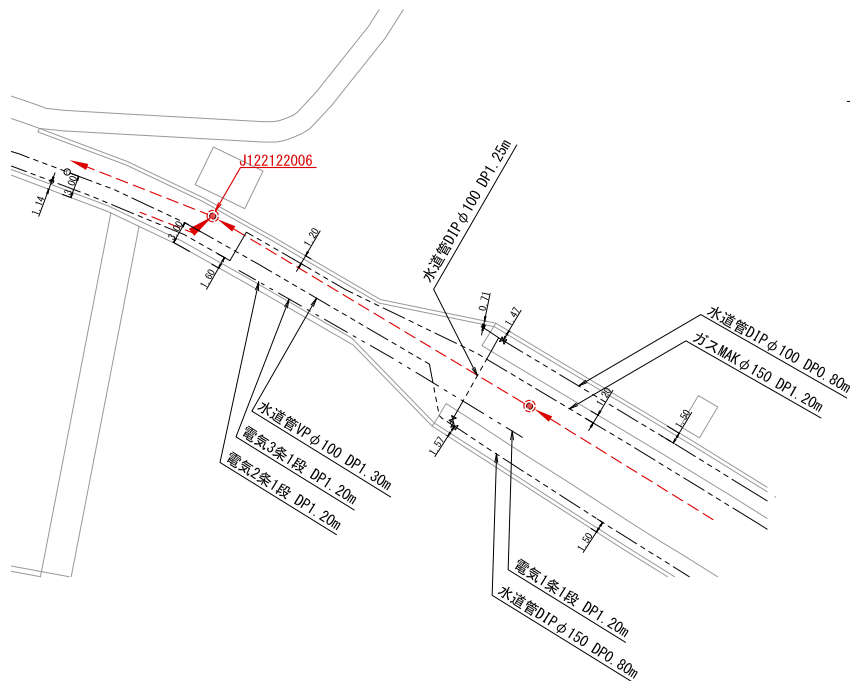 J122122006
水道管DIPφ100 DP1.25m
3.00
1.14
3.00
1.60
1.20
0.71
1.47
水道管DIPφ100 DP0.80m
ガスMAKφ150 DP1.20m
1.20
1.50
1.57
水道管VPφ100 DP1.30m
電気3条1段 DP1.20m
電気2条1段 DP1.20m
1.50
電気1条1段 DP1.20m
水道管DIPφ150 DP0.80m